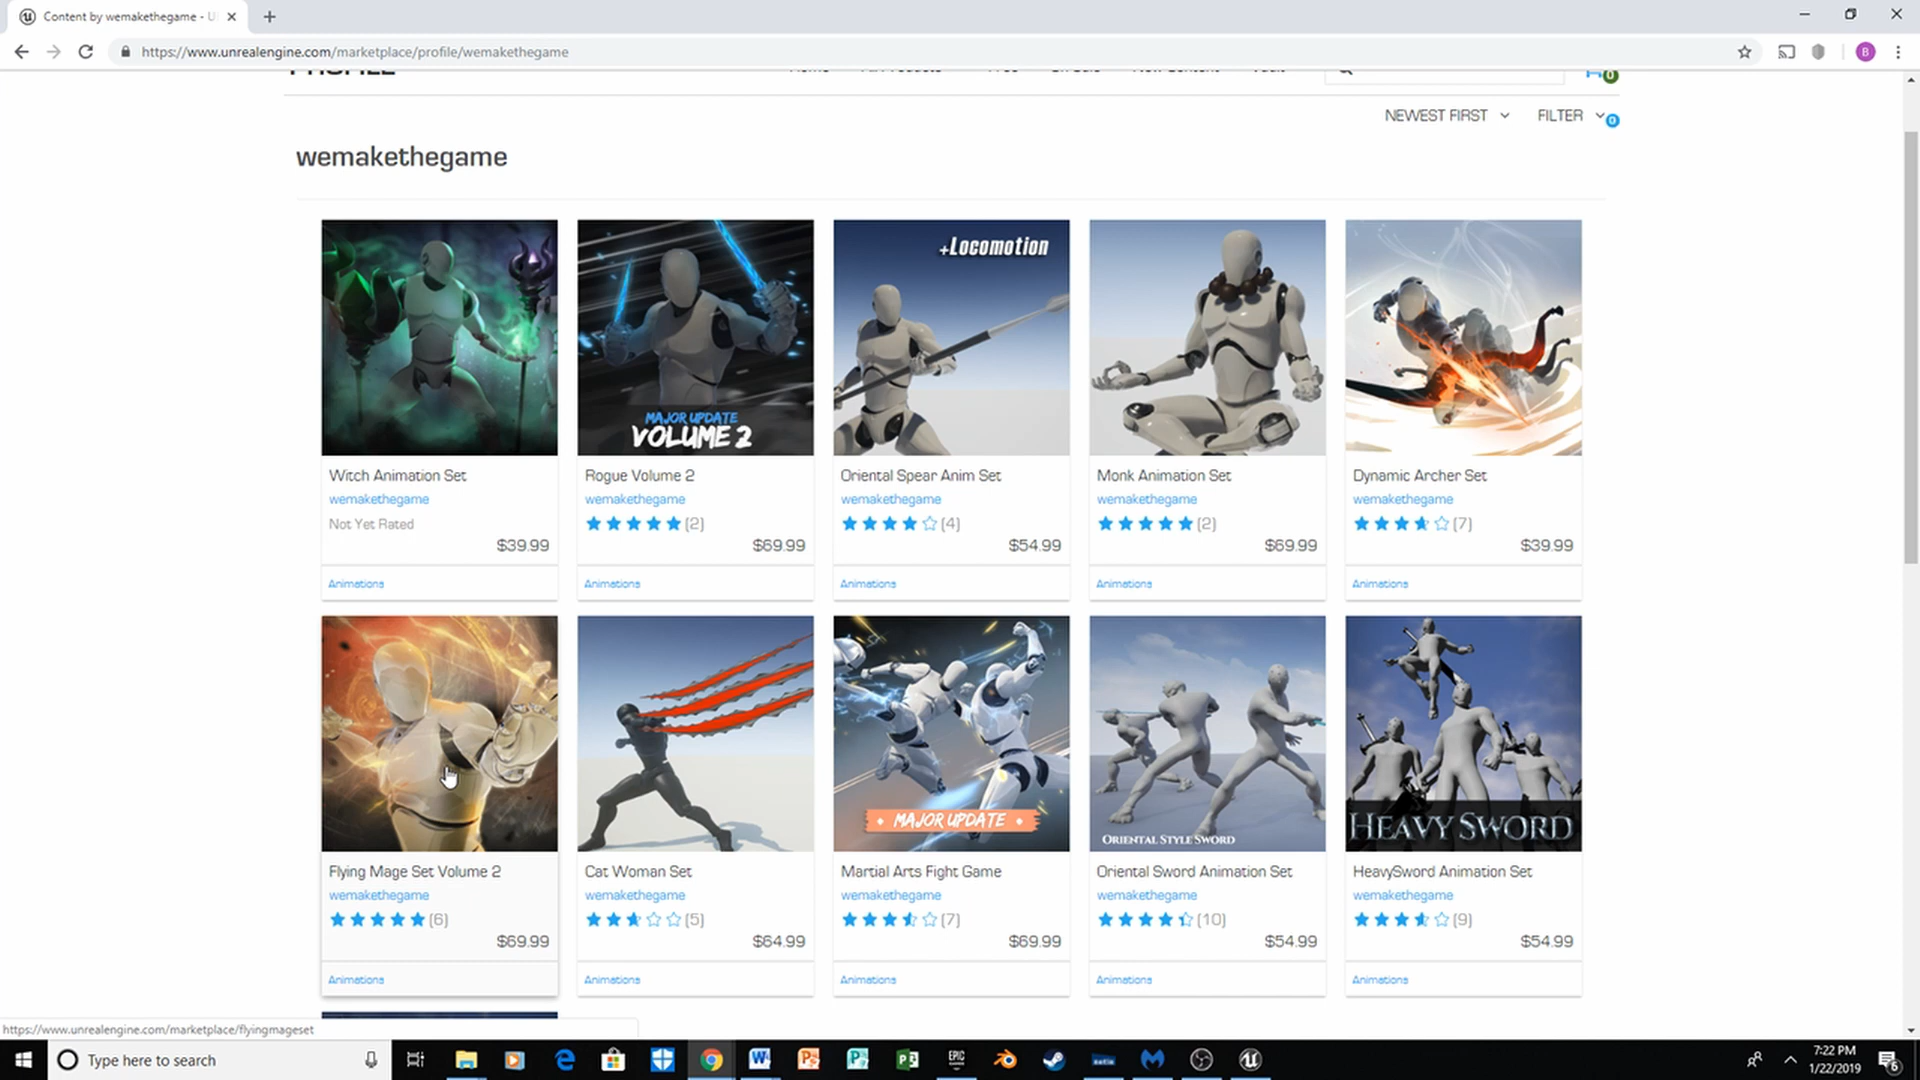 Content by wemakethegame - U
https://www.unrealengine.com/marketplace/profile/wemakethegame
B
PROFILE
0
NEWEST FIRST
FILTER
0
wemakethegame
+Locomotion
MAJOR UPDATE
VOLUME 2
Witch Animation Set
wemakethegame
Not Yet Rated
$39.99
Animations
Rogue Volume 2
wemakethegame
(2)
$69.99
Animations
Oriental Spear Anim Set
wemakethegame
(4)
$54.99
Animations
Monk Animation Set
wemakethegame
(2)
$69.99
Animations
Dynamic Archer Set
wemakethegame
(7)
$39.99
Animations
MAJOR UPDATE
ORIENTAL STYLE SWORD
HEAVY SWORD
Flying Mage Set Volume 2
wemakethegame
(6)
$69.99
Animations
Cat Woman Set
wemakethegame
(5)
$64.99
Animations
Martial Arts Fight Game
wemakethegame
(7)
$69.99
Animations
Oriental Sword Animation Set
wemakethegame
(10)
$54.99
Animations
HeavySword Animation Set
wemakethegame
(9)
$54.99
Animations
https://www.unrealengine.com/marketplace/flyingmageset
Type here to search
EPIC
7:22 PM
1/22/2019
6